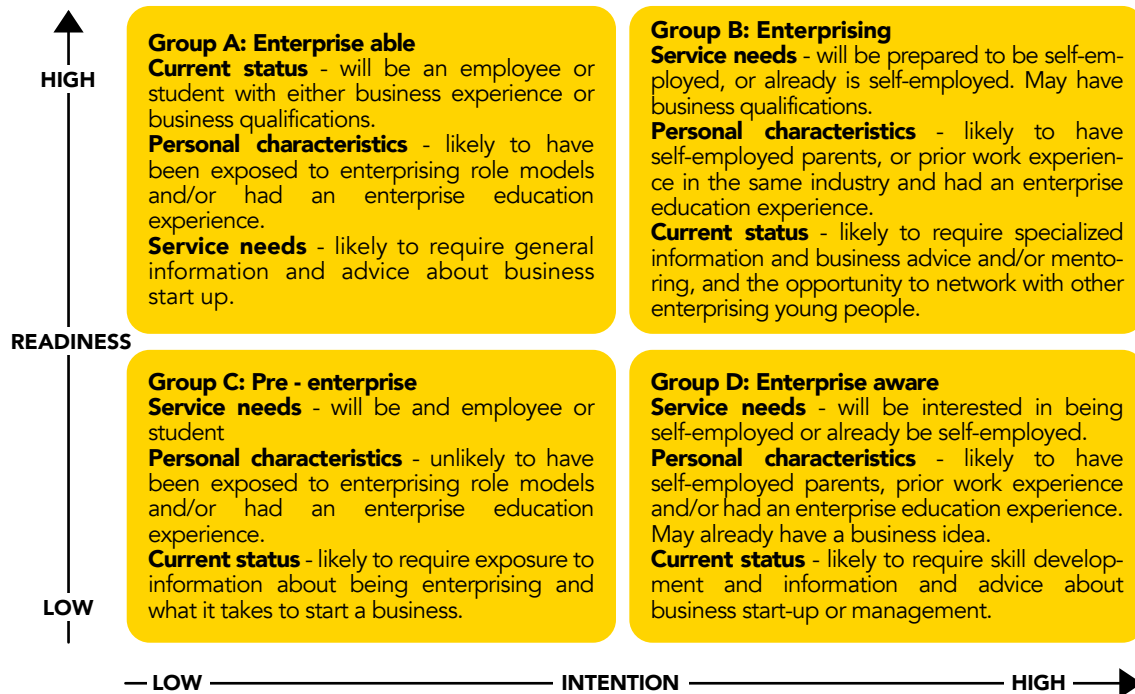 HIGH
Group A: Enterprise able
Current status - will be an employee or
student with either business experience or
business qualifications.
Personal characteristics - likely to have
been exposed to enterprising role models
and/or had an enterprise education
experience.
Service needs - likely to require general
information and advice about business
start up.
Group B: Enterprising
Service needs - will be prepared to be self-em-
ployed, or already is self-employed. May have
business qualifications.
Personal characteristics - likely to have
self-employed parents, or prior work experien-
ce in the same industry and had an enterprise
education experience.
Current status - likely to require specialized
information and business advice and/or mento-
ring, and the opportunity to network with other
enterprising young people.
READINESS
Group C: Pre - enterprise
Service needs - will be and employee or
student
Personal characteristics - unlikely to have
been exposed to enterprising role models
and/or had an enterprise education
experience.
Current status - likely to require exposure to
information about being enterprising and
what it takes to start a business.
Group D: Enterprise aware
Service needs - will be interested in being
self-employed or already be self-employed.
Personal characteristics - likely to have
self-employed parents, prior work experience
and/or had an enterprise education experience.
May already have a business idea.
Current status - likely to require skill develop-
ment and information and advice about
business start-up or management.
LOW
LOW INTENTION HIGH